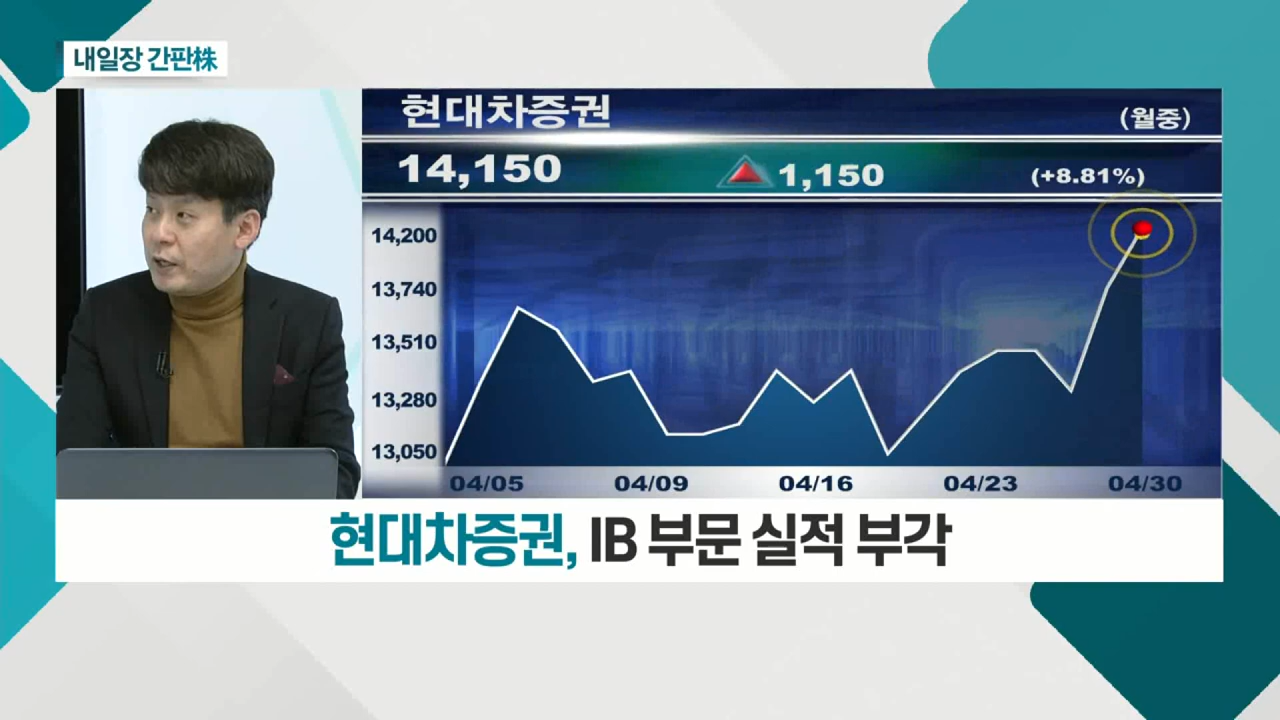 내일장 간판株
현대차증권 (월중)
14,150 ▲ 1,150 (+8.81%)
14,200
13,740
13,510
13,280
13,050
04/05 04/09 04/16 04/23 04/30
현대차증권, IB 부문 실적 부각